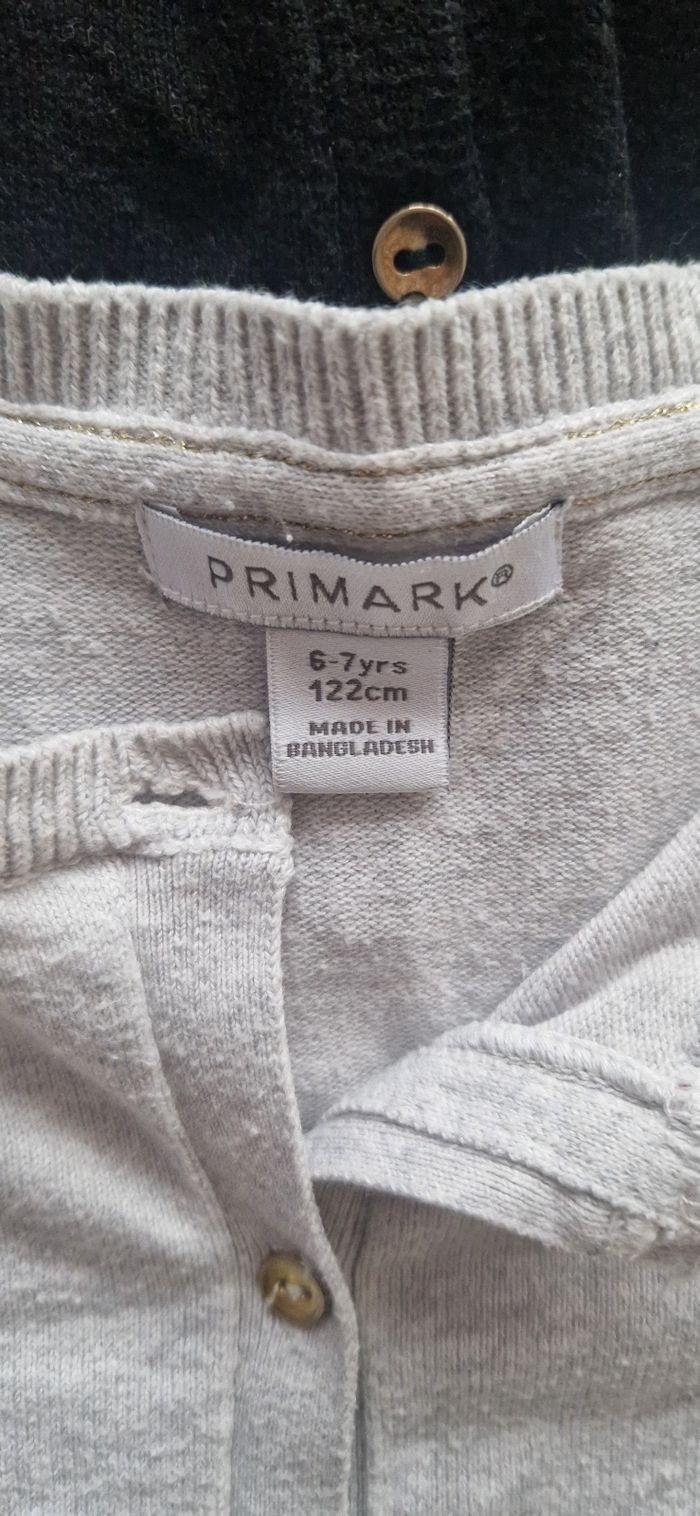 PRIMARK®
6-7yrs
122cm
MADE IN
BANGLADESH